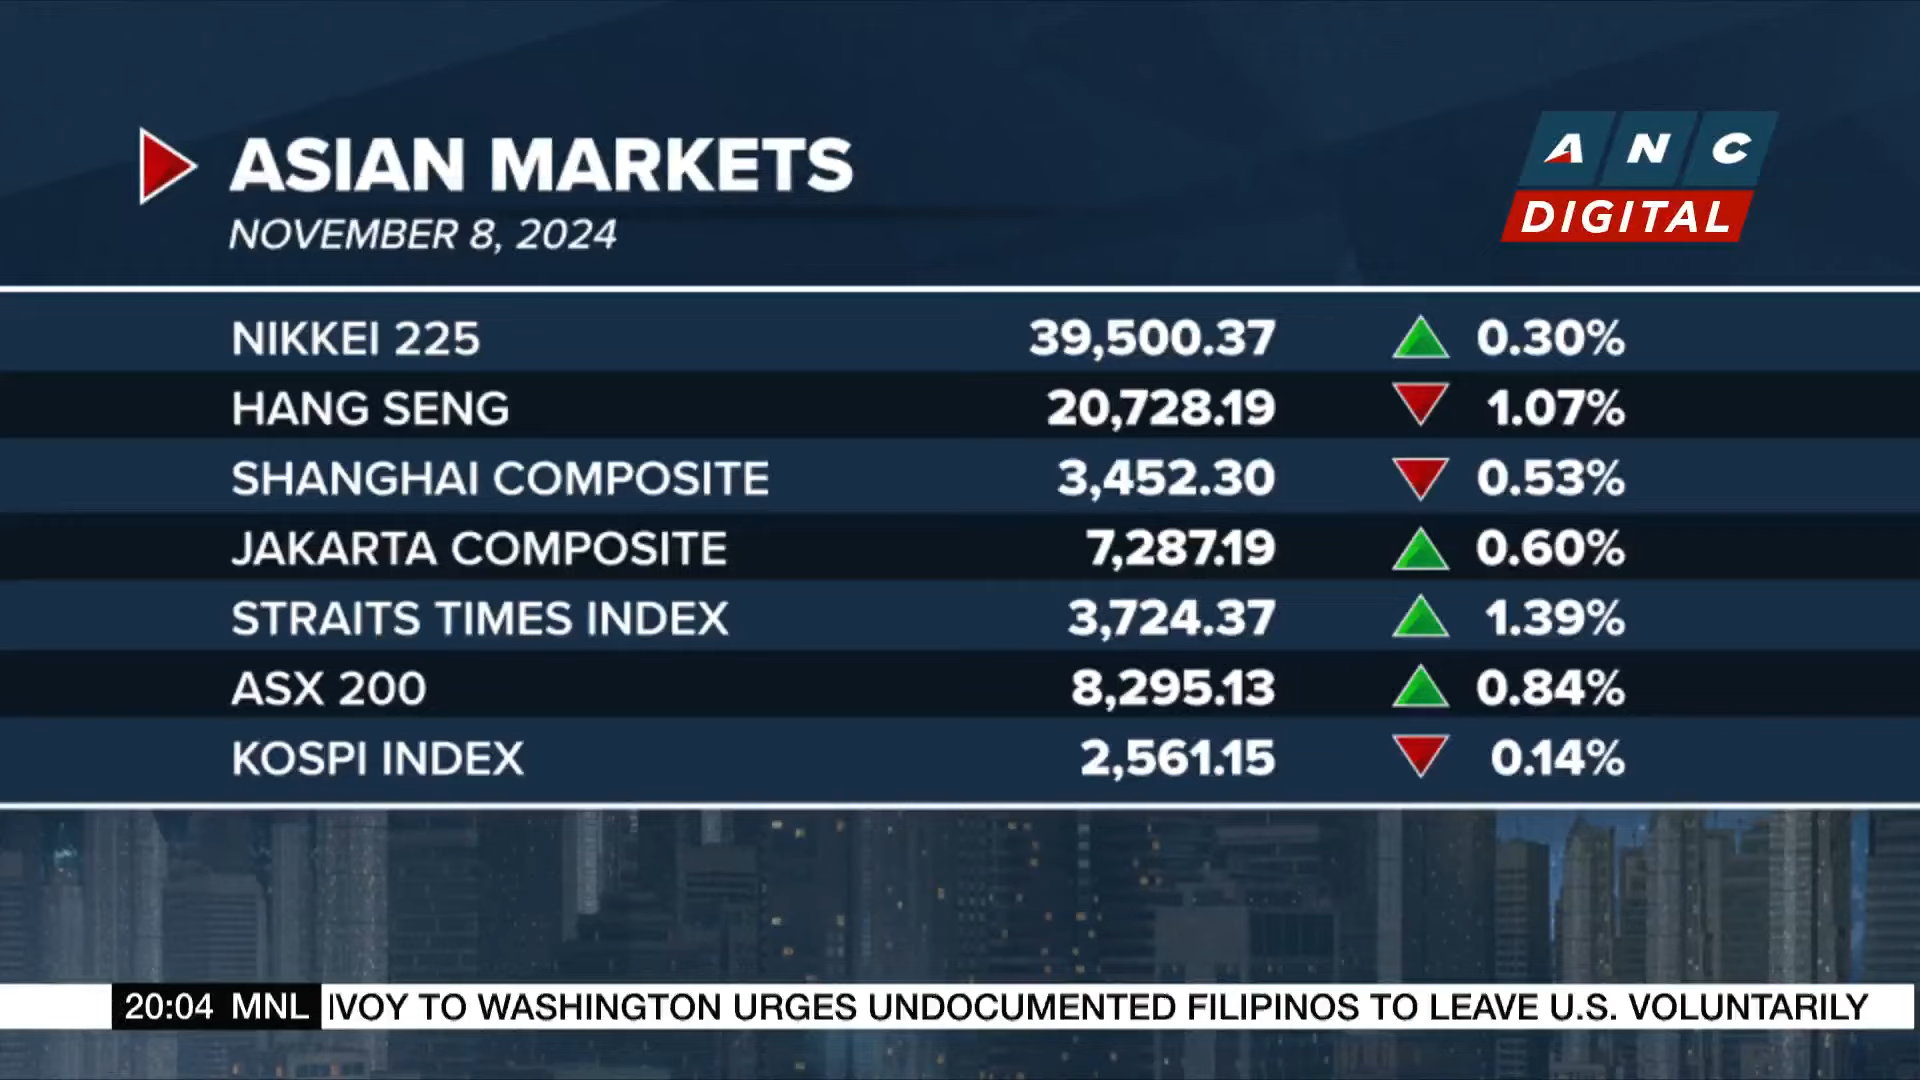 ASIAN MARKETS
NOVEMBER 8, 2024
ANC
DIGITAL
NIKKEI 225 39,500.37 0.30%
HANG SENG 20,728.19 1.07%
SHANGHAI COMPOSITE 3,452.30 0.53%
JAKARTA COMPOSITE 7,287.19 0.60%
STRAITS TIMES INDEX 3,724.37 1.39%
ASX 200 8,295.13 0.84%
KOSPI INDEX 2,561.15 0.14%
20:04 MNL TO WASHINGTON URGES UNDOCUMENTED FILIPINOS TO LEAVE U.S. VOLUNTARILY